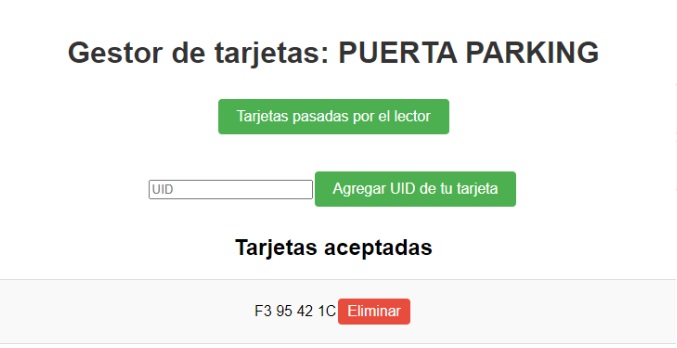 Gestor de tarjetas: PUERTA PARKING
Tarjetas pasadas por el lector
UID Agregar UID de tu tarjeta
Tarjetas aceptadas
F3 95 42 1C Eliminar